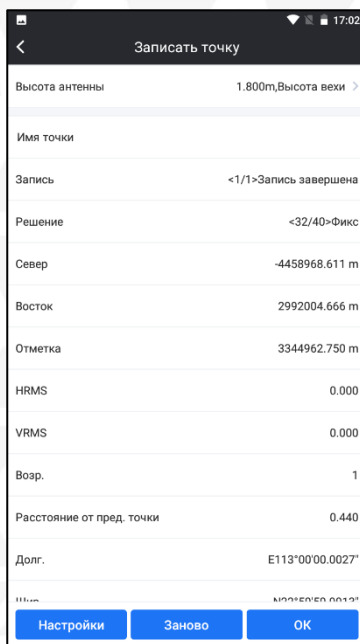 17:02
Записать точку
Высота антенны 1.800m,Высота вехи
Имя точки
Запись <1/1>Запись завершена
Решение <32/40>Фикс
Север -4458968.611 m
Восток 2992004.666 m
Отметка 3344962.750 m
HRMS 0.000
VRMS 0.000
Возр. 1
Расстояние от пред. точки 0.440
Долг. E113°00'00.0027"
Настройки Заново OK